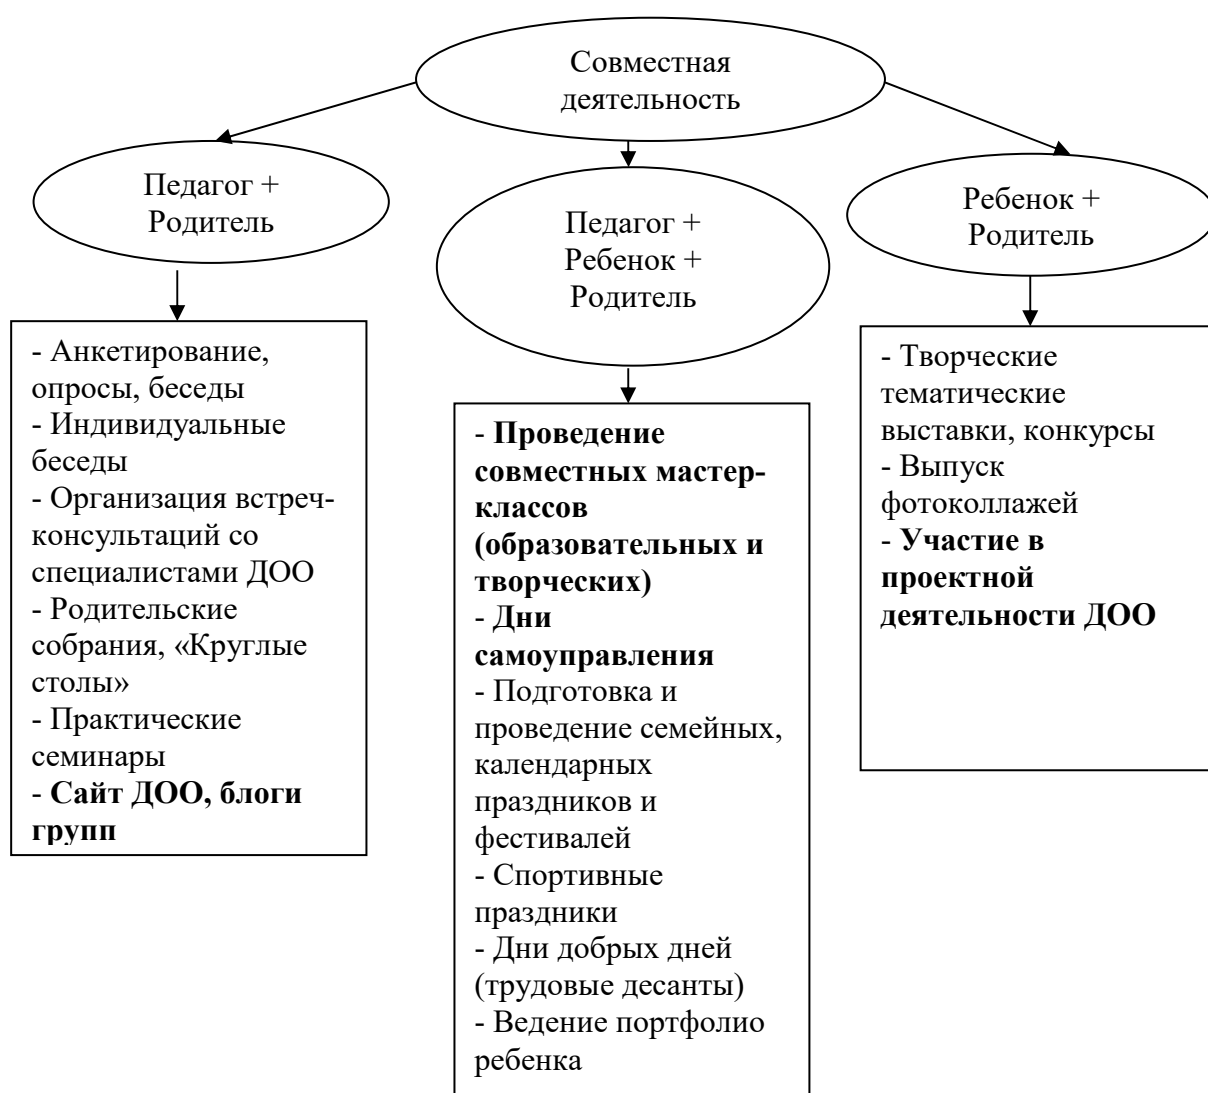 Совместная
деятельность
Педагог +
Родитель
Педагог +
Ребенок +
Родитель
Ребенок +
Родитель
- Анкетирование,
опросы, беседы
- Индивидуальные
беседы
- Организация встреч-
консультаций со
специалистами ДОО
- Родительские
собрания, «Круглые
столы»
- Практические
семинары
- Сайт ДОО, блоги
групп
- Проведение
совместных мастер-
классов
(образовательных и
творческих)
- Дни
самоуправления
- Подготовка и
проведение семейных,
календарных
праздников и
фестивалей
- Спортивные
праздники
- Дни добрых дней
(трудовые десанты)
- Ведение портфолио
ребенка
- Творческие
тематические
выставки, конкурсы
- Выпуск
фотоколлажей
- Участие в
проектной
деятельности ДОО